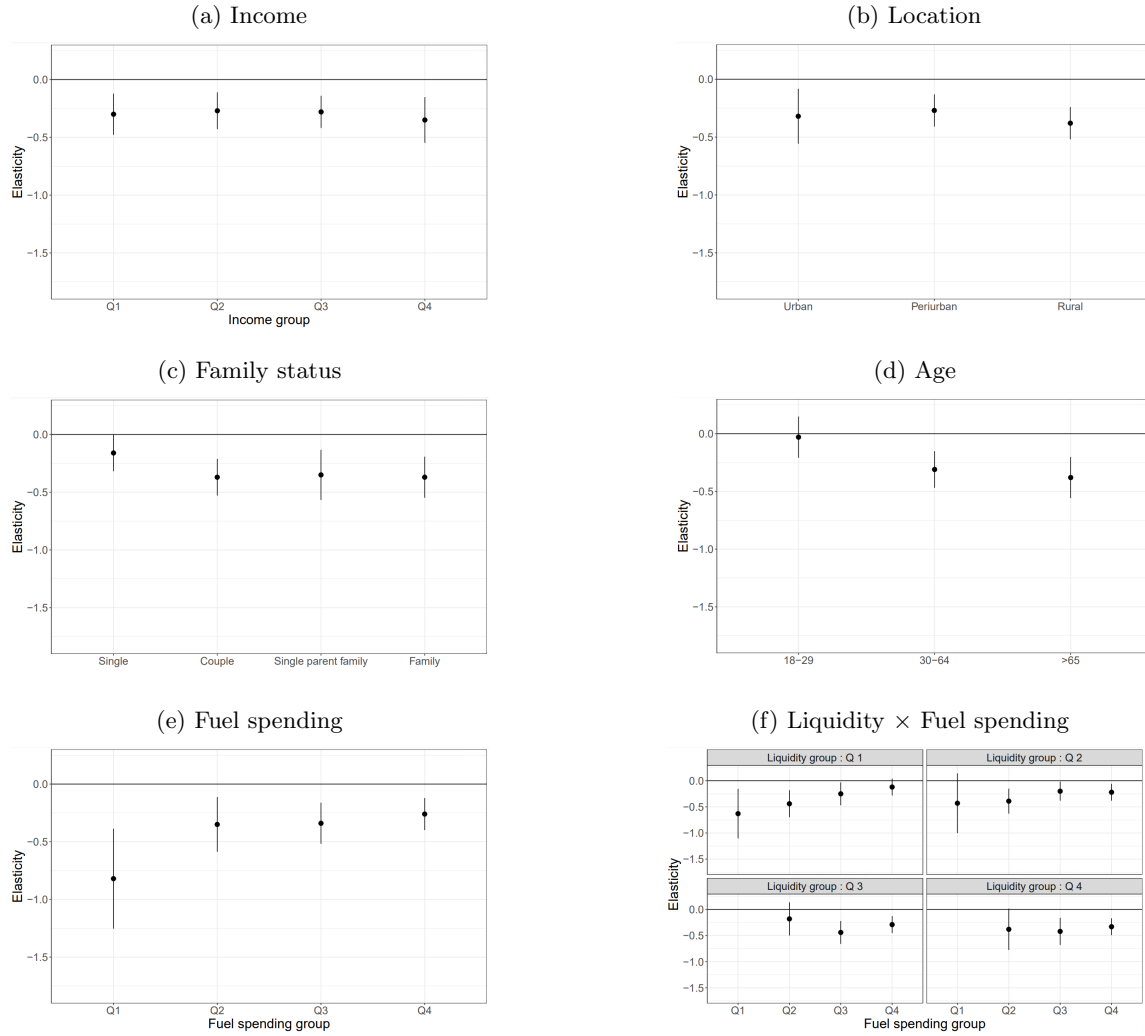 (a) Income
0.0
−0.5
−1.0
−1.5
Elasticity
Q1 Q2 Q3 Q4
Income group
(b) Location
0.0
−0.5
−1.0
−1.5
Elasticity
Urban Periurban Rural
(c) Family status
0.0
−0.5
−1.0
−1.5
Elasticity
Single Couple Single parent family Family
(d) Age
0.0
−0.5
−1.0
−1.5
Elasticity
18−29 30−64 >65
(e) Fuel spending
0.0
−0.5
−1.0
−1.5
Elasticity
Q1 Q2 Q3 Q4
Fuel spending group
(f) Liquidity × Fuel spending
Liquidity group : Q 1 Liquidity group : Q 2
0.0
−0.5
−1.0
−1.5
Elasticity
Liquidity group : Q 3 Liquidity group : Q 4
0.0
−0.5
−1.0
−1.5
Q1 Q2 Q3 Q4 Q1 Q2 Q3 Q4
Fuel spending group